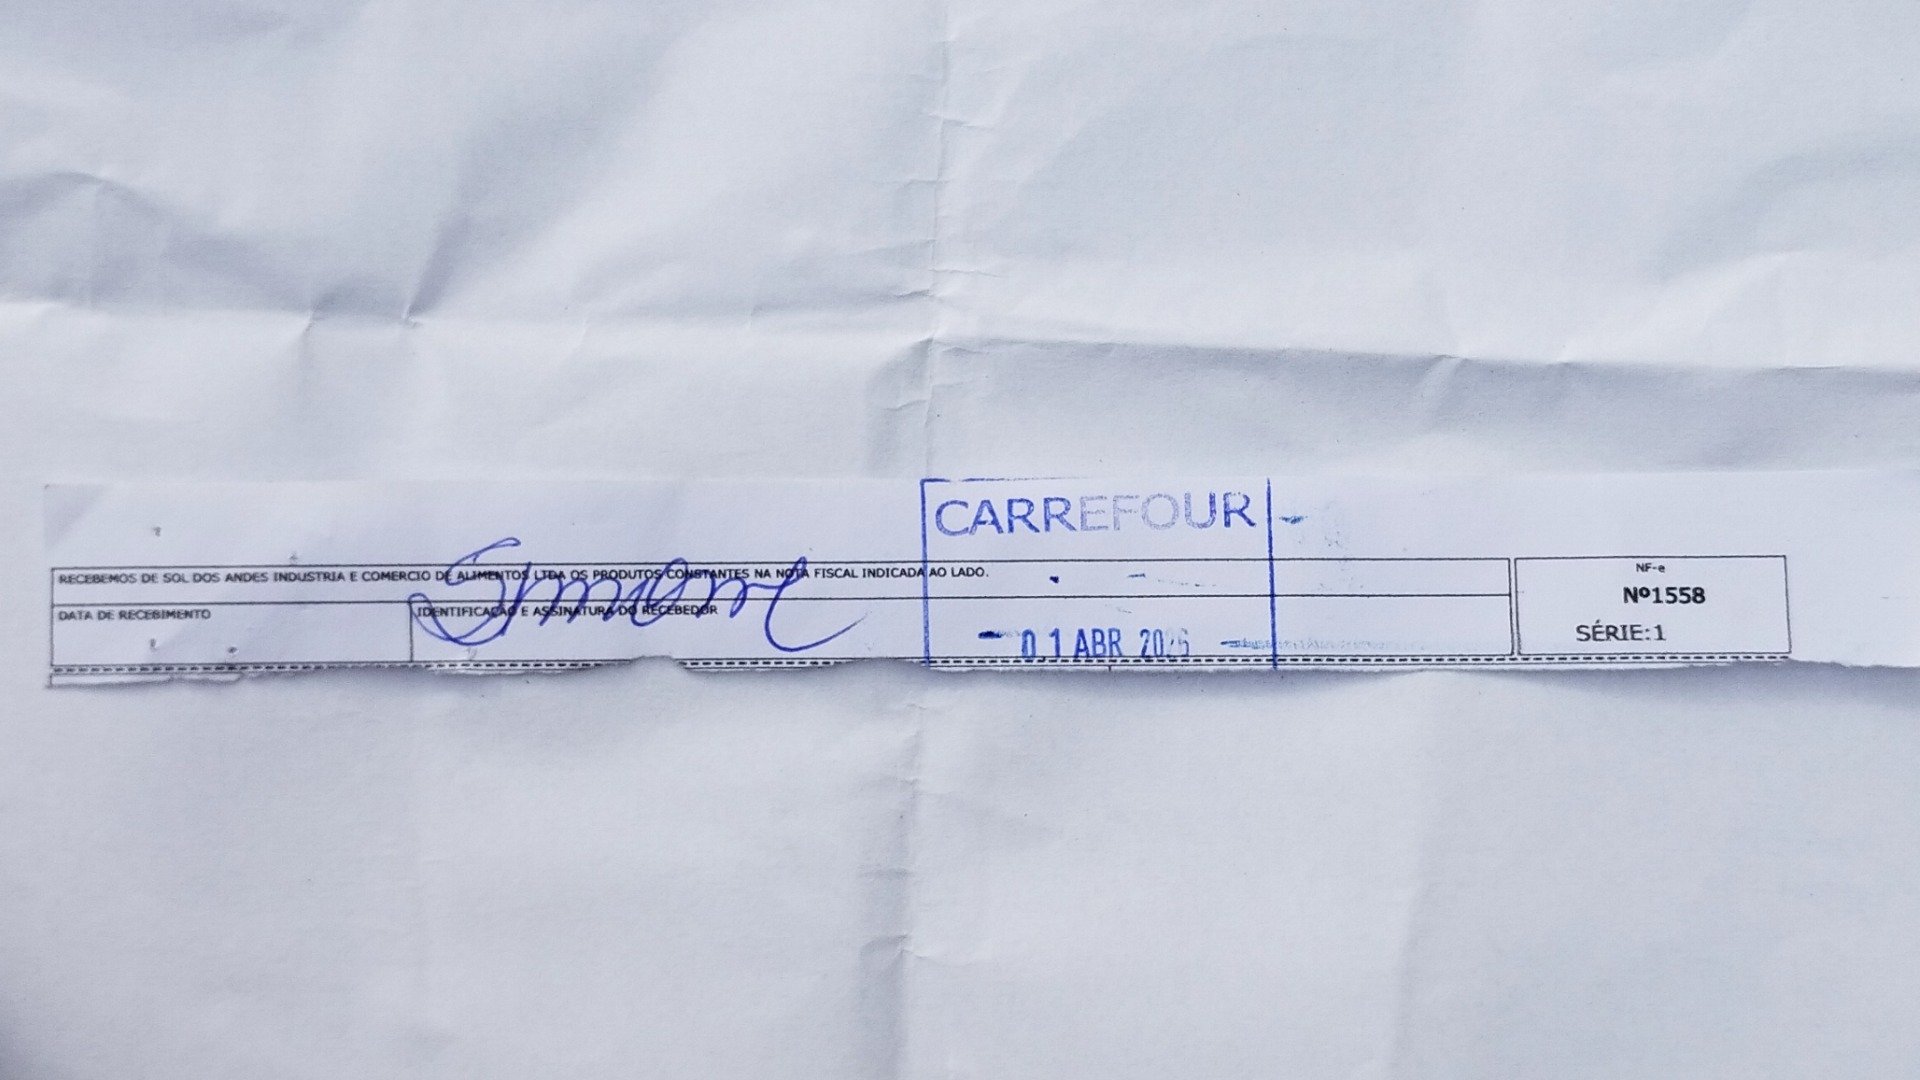 CARREFOUR
RECEBEMOS DE SOL DOS ANDES INDUSTRIA E COMERCIO DE ALIMENTOS LTDA OS PRODUTOS CONSTANTES NA NOTA FISCAL INDICADA AO LADO.
DATA DE RECEBIMENTO
IDENTIFICAÇÃO E ASSINATURA DO RECEBEDOR
01 ABR 2026
NF-e
Nº1558
SÉRIE:1